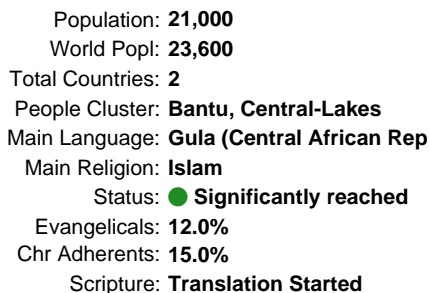 Population: 21,000
World Popl: 23,600
Total Countries: 2
People Cluster: Bantu, Central-Lakes
Main Language: Gula (Central African Rep
Main Religion: Islam
Status: Significantly reached
Evangelicals: 12.0%
Chr Adherents: 15.0%
Scripture: Translation Started